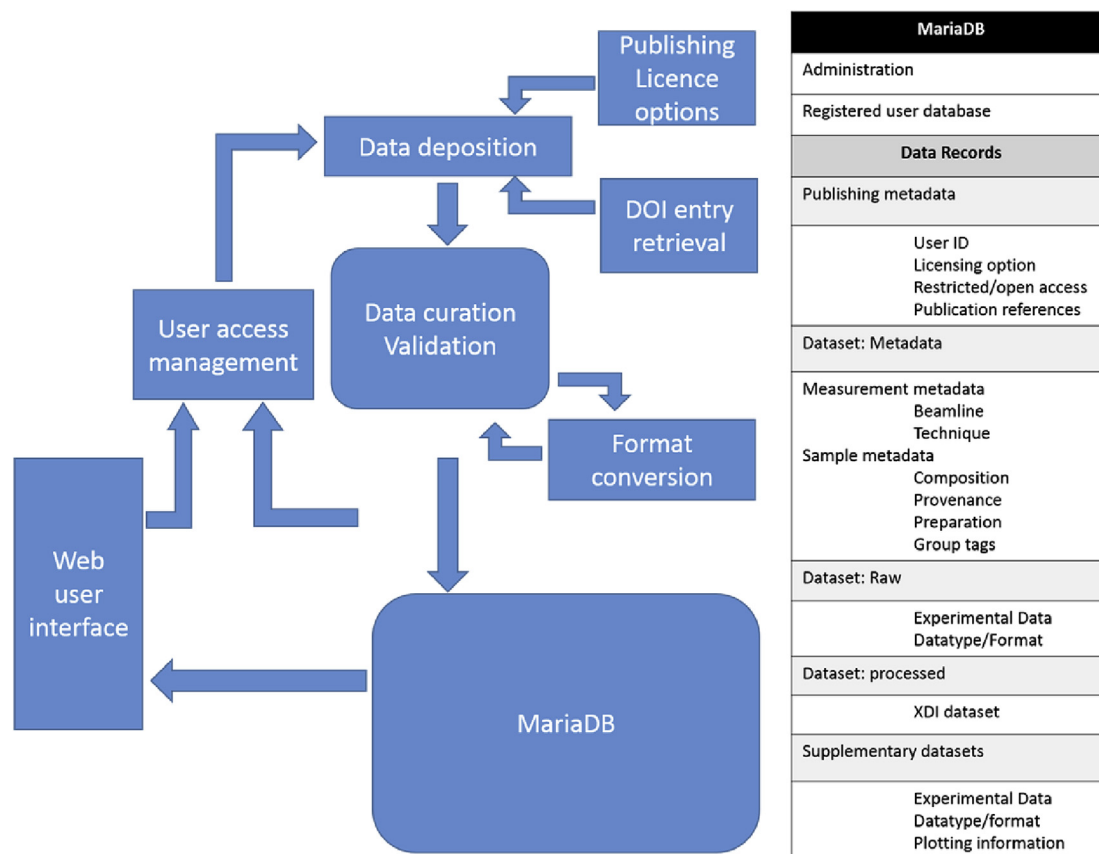 Publishing
Licence
options
Data deposition
DOI entry
retrieval
Data curation
Validation
User access
management
Format
conversion
Web
user
interface
MariaDB
MariaDB
Administration
Registered user database
Data Records
Publishing metadata
User ID
Licensing option
Restricted/open access
Publication references
Dataset: Metadata
Measurement metadata
Beamline
Technique
Sample metadata
Composition
Provenance
Preparation
Group tags
Dataset: Raw
Experimental Data
Datatype/Format
Dataset: processed
XDI dataset
Supplementary datasets
Experimental Data
Datatype/format
Plotting information